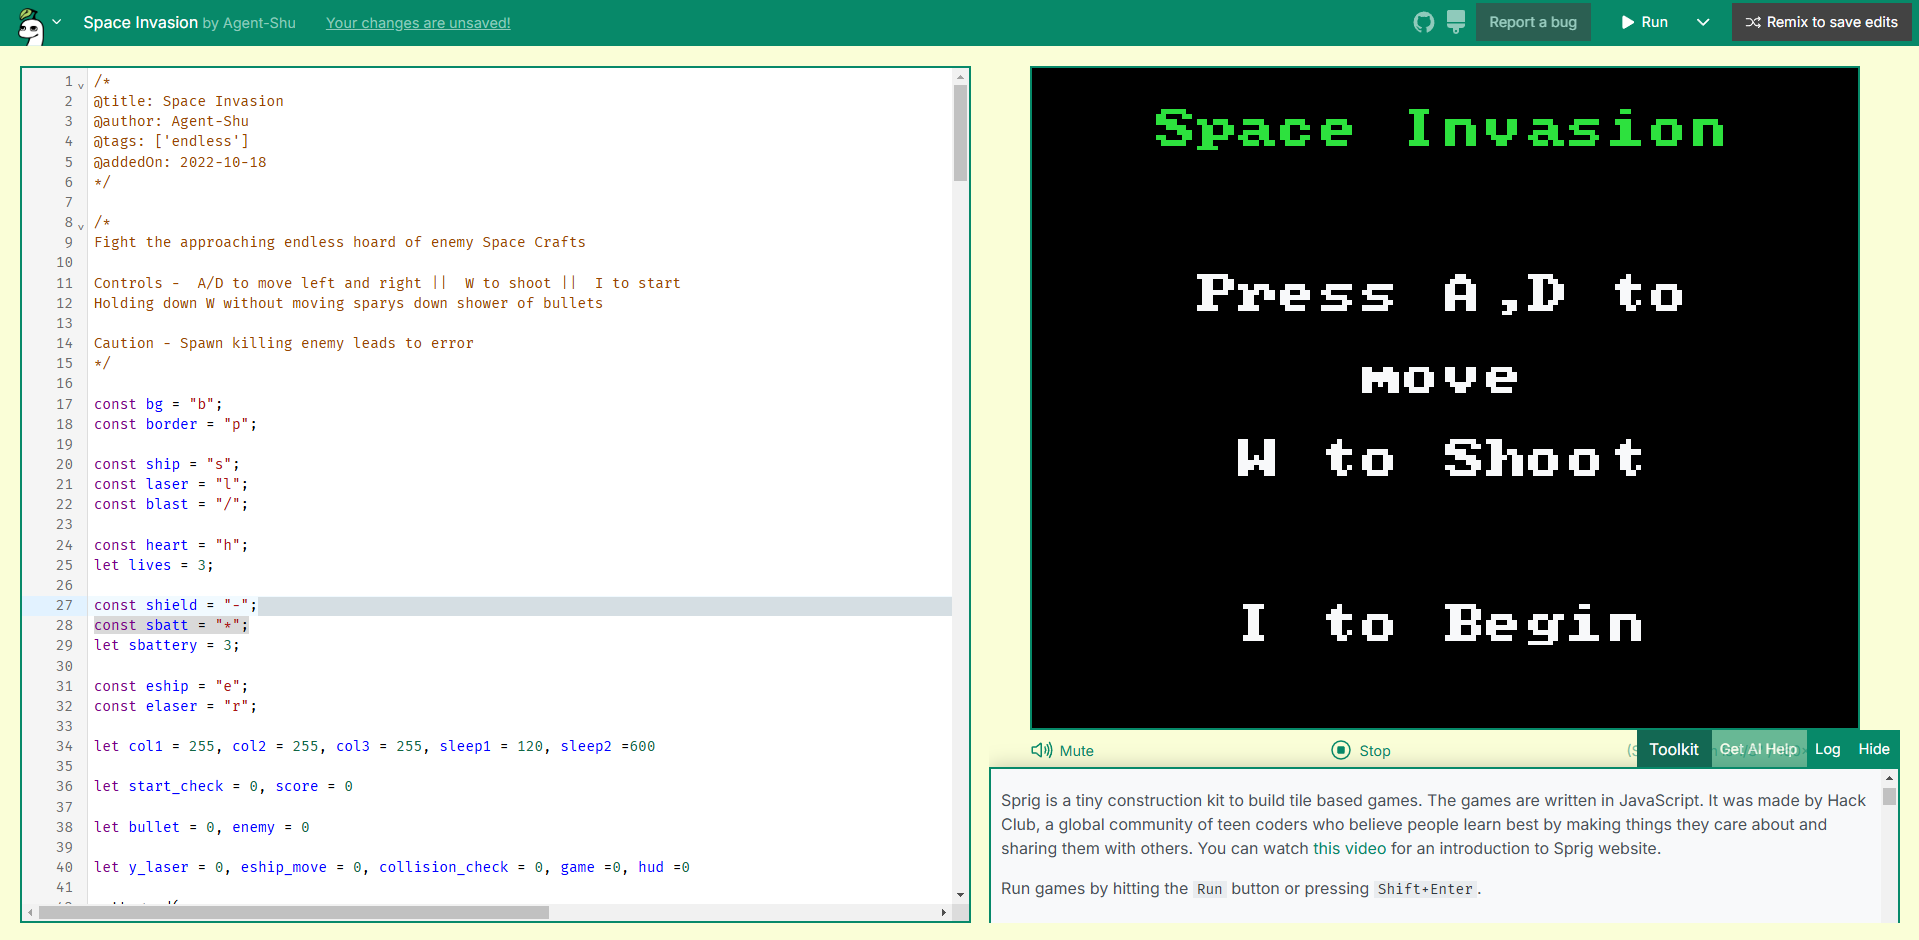 Space Invasion by Agent-Shu Your changes are unsaved! Report a bug Run Remix to save edits
1 /*
2 @title: Space Invasion
3 @author: Agent-Shu
4 @tags: ['endless']
5 @addedOn: 2022-10-18
6 */
7
8 /*
9 Fight the approaching endless hoard of enemy Space Crafts
10
11 Controls -  A/D to move left and right ||  W to shoot ||  I to start
12 Holding down W without moving sparys down shower of bullets
13
14 Caution - Spawn killing enemy leads to error
15 */
16
17 const bg = "b";
18 const border = "p";
19
20 const ship = "s";
21 const laser = "l";
22 const blast = "/";
23
24 const heart = "h";
25 let lives = 3;
26
27 const shield = "-";
28 const sbatt = "*";
29 let sbattery = 3;
30
31 const eship = "e";
32 const elaser = "r";
33
34 let col1 = 255, col2 = 255, col3 = 255, sleep1 = 120, sleep2 =600
35
36 let start_check = 0, score = 0
37
38 let bullet = 0, enemy = 0
39
40 let y_laser = 0, eship_move = 0, collision_check = 0, game =0, hud =0
41
Space Invasion
Press A,D to
move
W to Shoot
I to Begin
Mute Stop
Toolkit Get AI Help Log Hide
Sprig is a tiny construction kit to build tile based games. The games are written in JavaScript. It was made by Hack
Club, a global community of teen coders who believe people learn best by making things they care about and
sharing them with others. You can watch this video for an introduction to Sprig website.
Run games by hitting the Run button or pressing Shift+Enter.